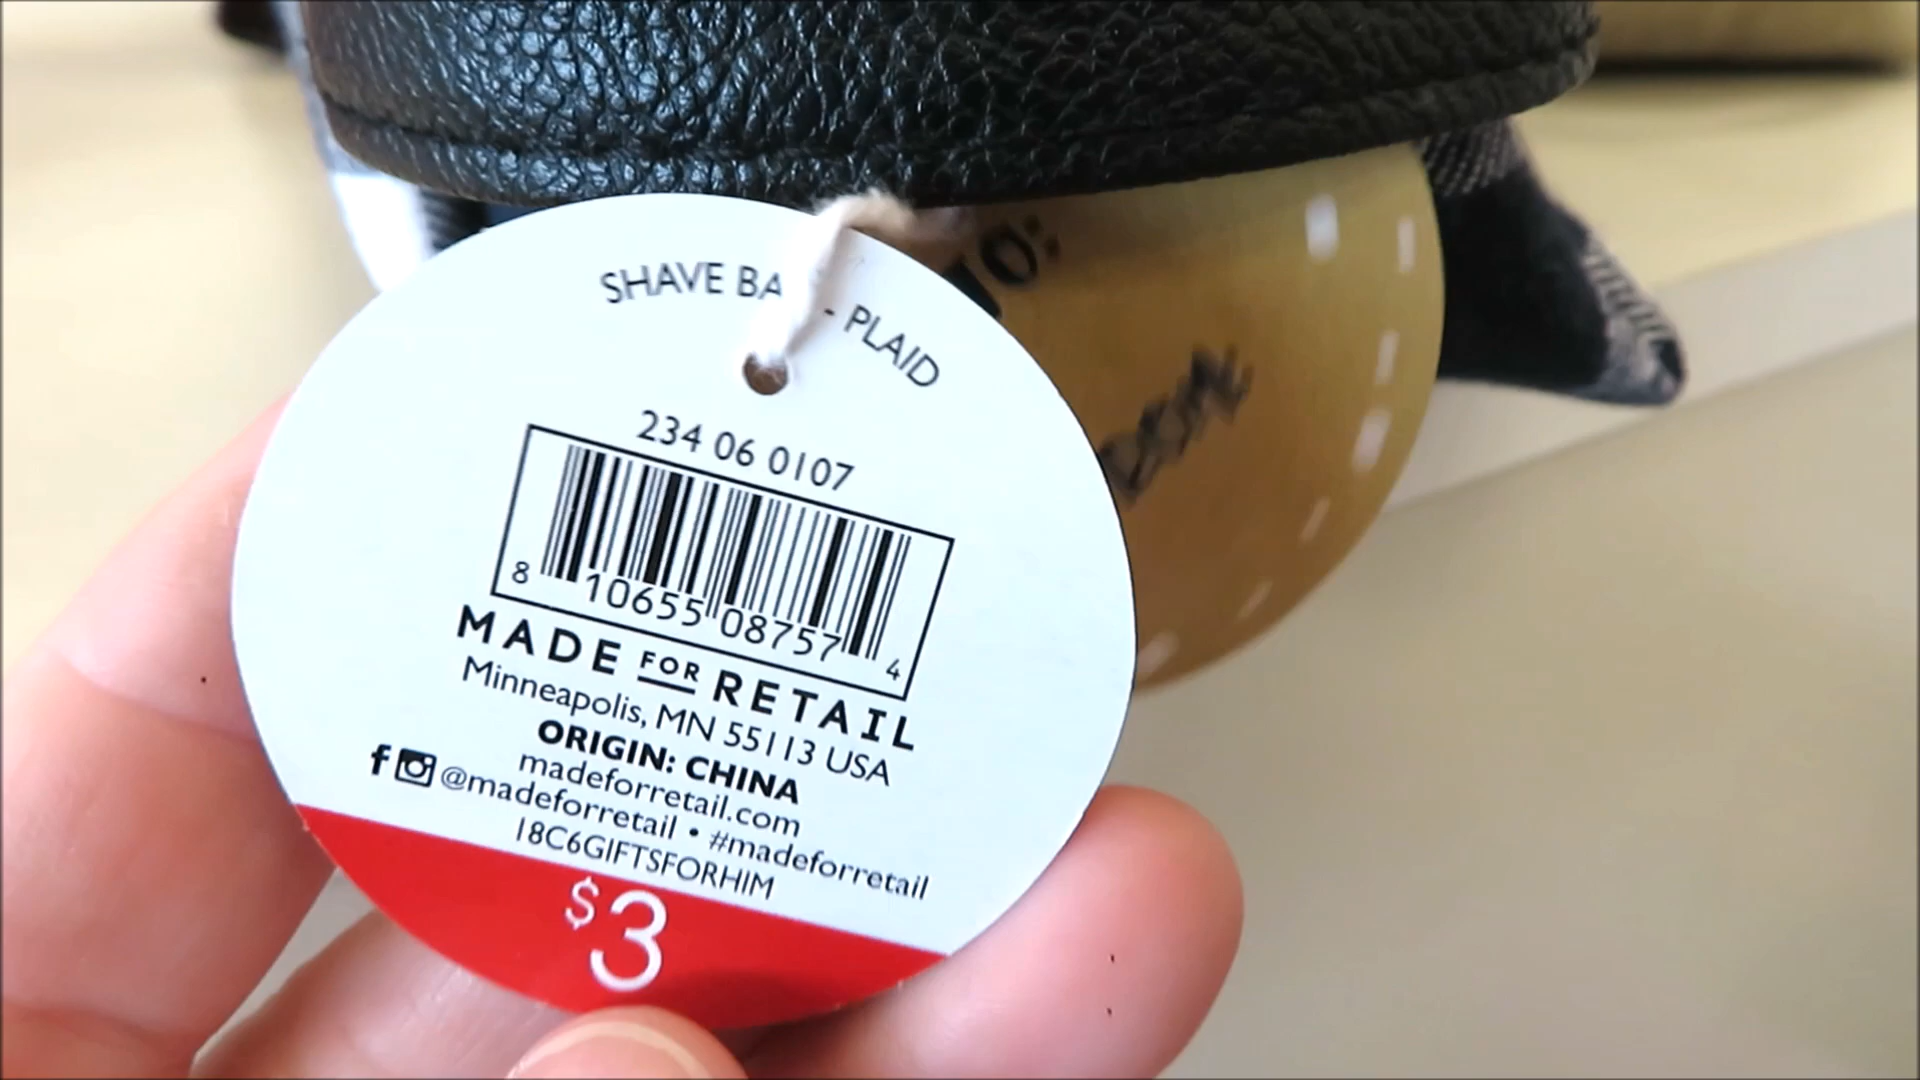 SHAVE BA - PLAID
234 06 0107
8 10655 08757 4
MADE FOR RETAIL
Minneapolis, MN 55113 USA
ORIGIN: CHINA
madeforretail.com
@madeforretail • #madeforretail
18C6GIFTSFORHIM
$3